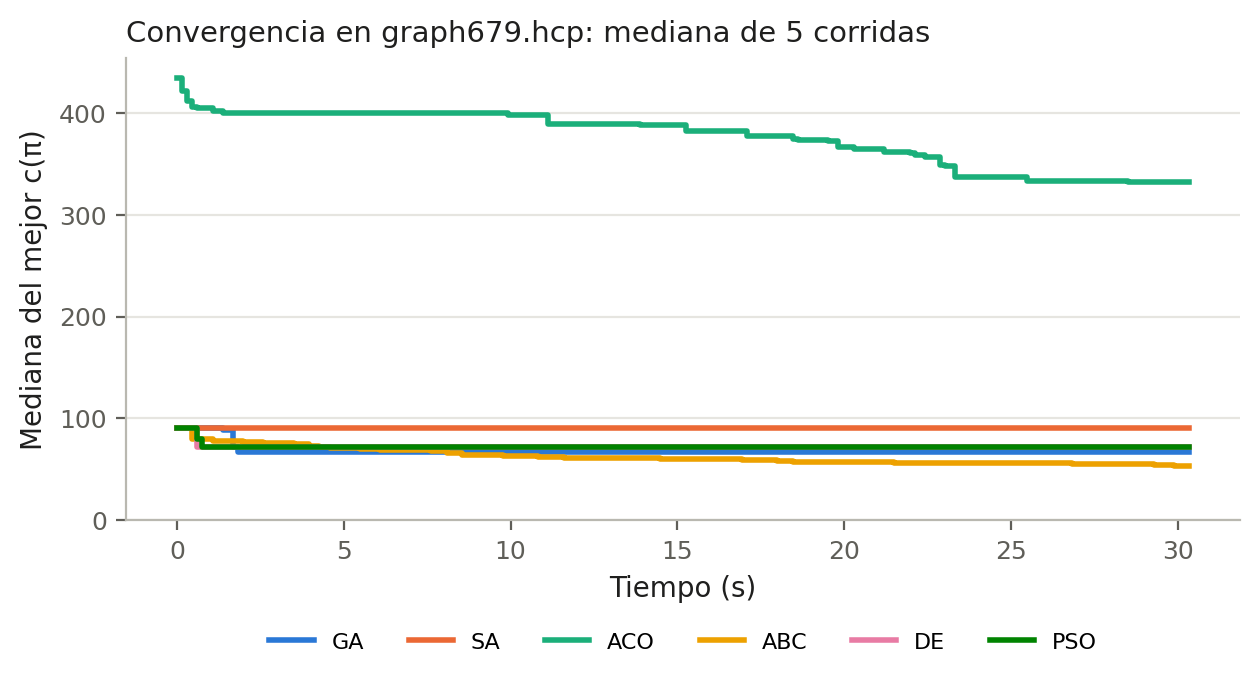 Convergencia en graph679.hcp: mediana de 5 corridas
Mediana del mejor c(π)
400
300
200
100
0
0 5 10 15 20 25 30
Tiempo (s)
GA SA ACO ABC DE PSO